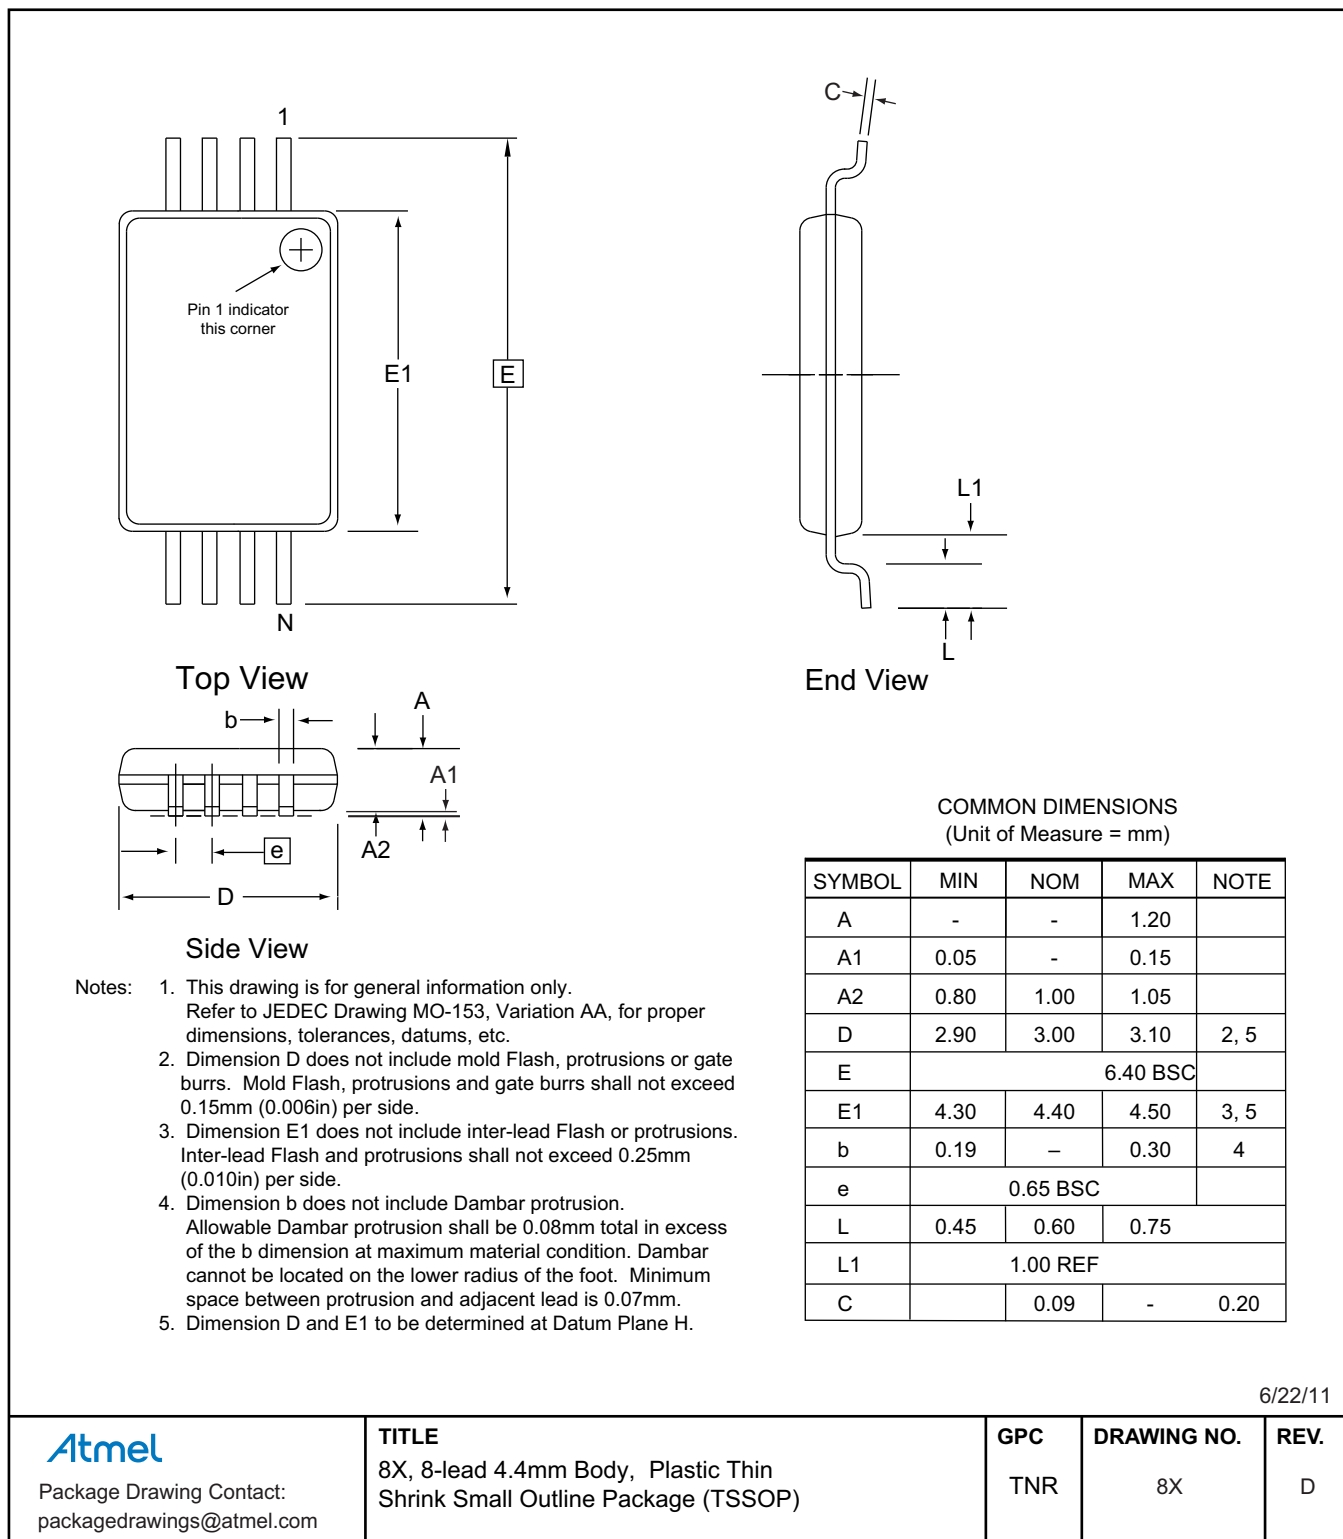 1
C
Pin 1 indicator
this corner
E1
E
L1
N
L
Top View
End View
b
A
A1
A2
e
D
Side View
COMMON DIMENSIONS
(Unit of Measure = mm)
SYMBOL MIN NOM MAX NOTE
A - - 1.20
A1 0.05 - 0.15
A2 0.80 1.00 1.05
D 2.90 3.00 3.10 2, 5
E 6.40 BSC
E1 4.30 4.40 4.50 3, 5
b 0.19 – 0.30 4
e 0.65 BSC
L 0.45 0.60 0.75
L1 1.00 REF
C 0.09 - 0.20
Notes: 1. This drawing is for general information only.
Refer to JEDEC Drawing MO-153, Variation AA, for proper
dimensions, tolerances, datums, etc.
2. Dimension D does not include mold Flash, protrusions or gate
burrs. Mold Flash, protrusions and gate burrs shall not exceed
0.15mm (0.006in) per side.
3. Dimension E1 does not include inter-lead Flash or protrusions.
Inter-lead Flash and protrusions shall not exceed 0.25mm
(0.010in) per side.
4. Dimension b does not include Dambar protrusion.
Allowable Dambar protrusion shall be 0.08mm total in excess
of the b dimension at maximum material condition. Dambar
cannot be located on the lower radius of the foot. Minimum
space between protrusion and adjacent lead is 0.07mm.
5. Dimension D and E1 to be determined at Datum Plane H.
6/22/11
Atmel
Package Drawing Contact:
packagedrawings@atmel.com
TITLE
8X, 8-lead 4.4mm Body, Plastic Thin
Shrink Small Outline Package (TSSOP)
GPC
TNR
DRAWING NO.
8X
REV.
D